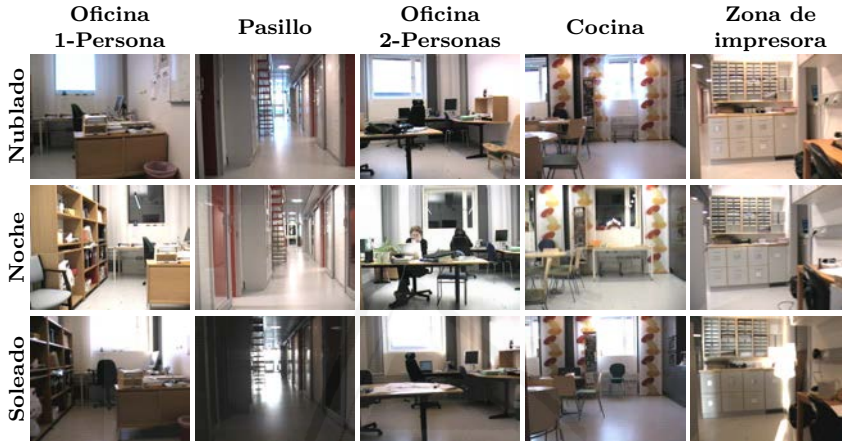 Oficina
1-Persona
Pasillo
Oficina
2-Personas
Cocina
Zona de
impresora
Nublado
Noche
Soleado